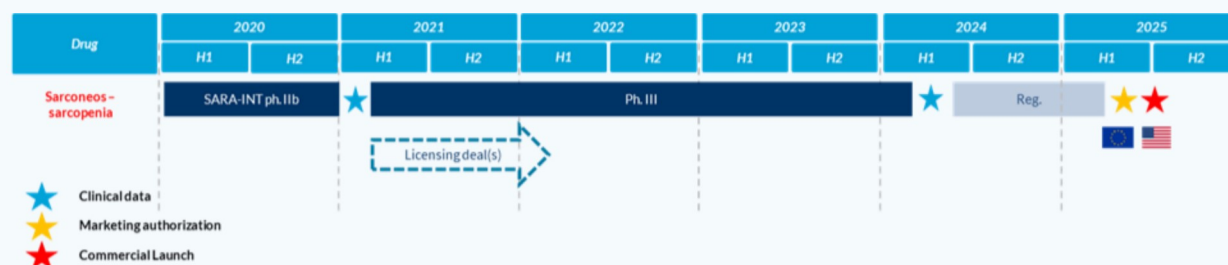 Drug
2020
2021
2022
2023
2024
2025
H1
H2
H1
H2
H1
H2
H1
H2
H1
H2
H1
H2
Sarconeos –
sarcopenia
SARA-INT ph. IIb
Ph. III
Reg.
Licensing deal(s)
Clinical data
Marketing authorization
Commercial Launch